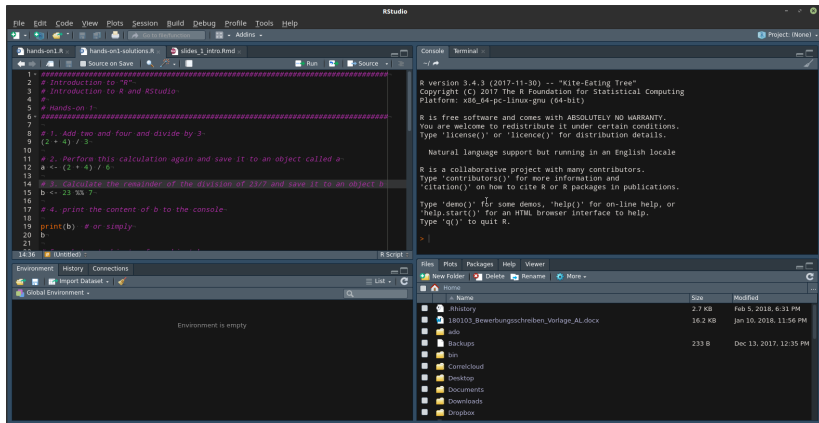 RStudio
File Edit Code View Plots Session Build Debug Profile Tools Help
Go to file/function Addins Project: (None)
hands-on1.R hands-on1-solutions.R slides_1_intro.Rmd
Source on Save Run Source
1 ################################################################################
2 # Introduction to "R"
3 # Introduction to R and RStudio
4 #
5 # Hands-on 1
6 ################################################################################
7
8 # 1. Add two and four and divide by 3
9 (2 + 4) / 3
10
11 # 2. Perform this calculation again and save it to an object called a
12 a <- (2 + 4) / 6
13
14 # 3. Calculate the remainder of the division of 23/7 and save it to an object b
15 b <- 23 %% 7
16
17 # 4. print the content of b to the console
18
19 print(b) # or simply
20 b
21
14:36 (Untitled) R Script
Console Terminal
~/
R version 3.4.3 (2017-11-30) -- "Kite-Eating Tree"
Copyright (C) 2017 The R Foundation for Statistical Computing
Platform: x86_64-pc-linux-gnu (64-bit)
R is free software and comes with ABSOLUTELY NO WARRANTY.
You are welcome to redistribute it under certain conditions.
Type 'license()' or 'licence()' for distribution details.
Natural language support but running in an English locale
R is a collaborative project with many contributors.
Type 'contributors()' for more information and
'citation()' on how to cite R or R packages in publications.
Type 'demo()' for some demos, 'help()' for on-line help, or
'help.start()' for an HTML browser interface to help.
Type 'q()' to quit R.
>
Environment History Connections
Import Dataset List
Global Environment
Environment is empty
Files Plots Packages Help Viewer
New Folder Delete Rename More
Home
Name Size Modified
.Rhistory 2.7 KB Feb 5, 2018, 6:31 PM
180103_Bewerbungsschreiben_Vorlage_AL.docx 16.2 KB Jan 10, 2018, 11:56 PM
ado
Backups 233 B Dec 13, 2017, 12:35 PM
bin
Correlcloud
Desktop
Documents
Downloads
Dropbox